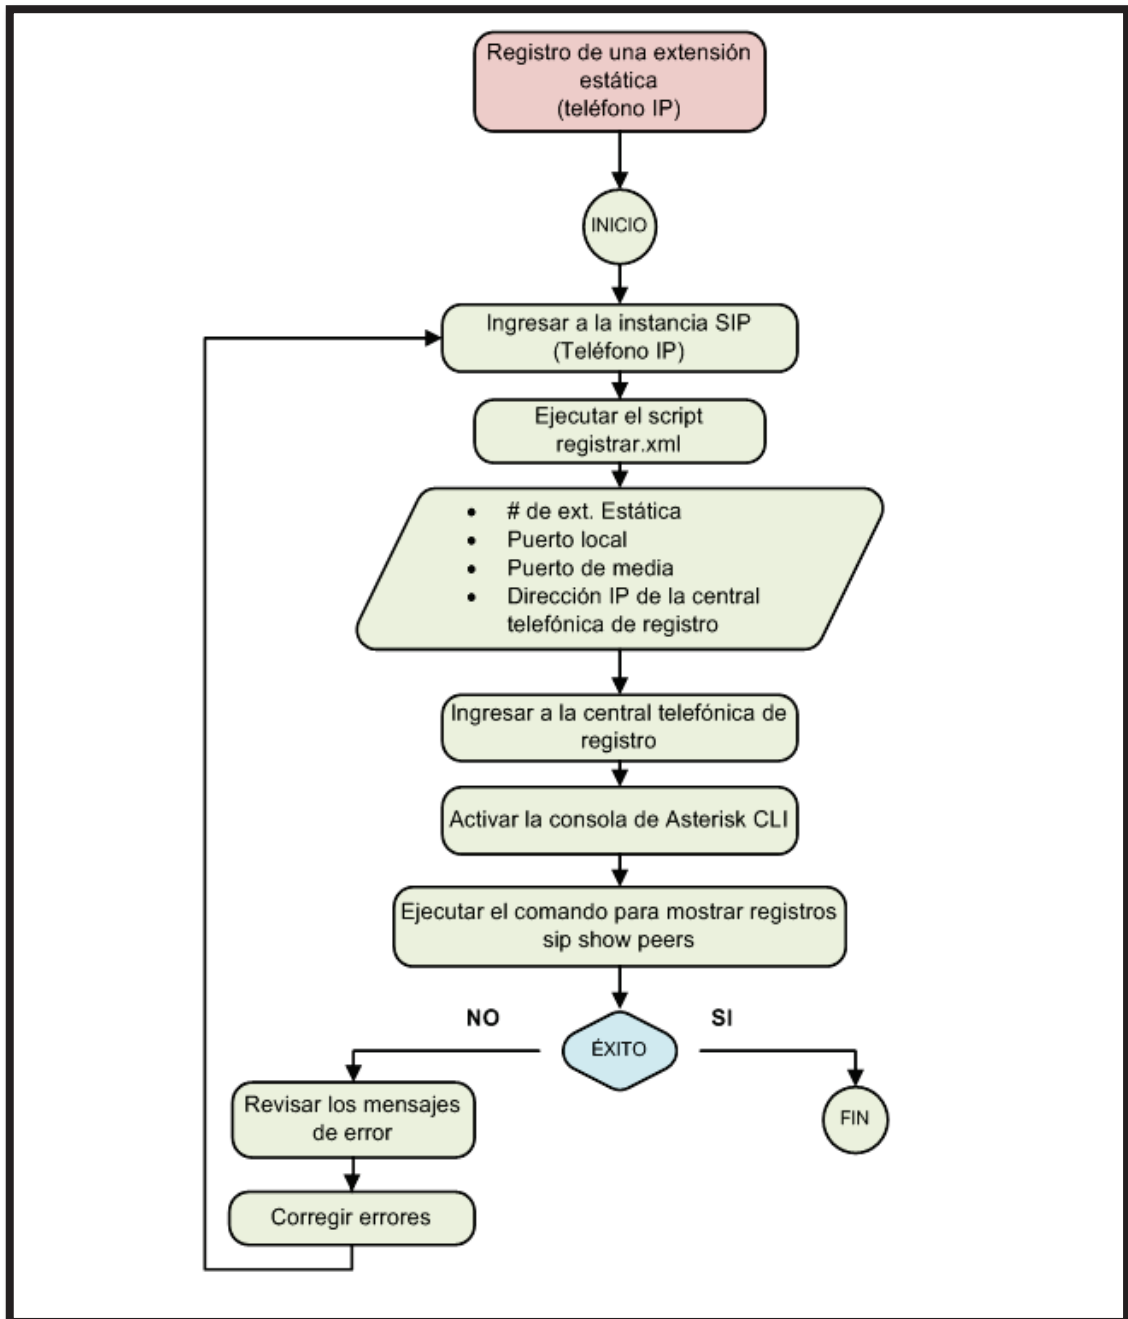 Registro de una extensión
estática
(teléfono IP)
INICIO
Ingresar a la instancia SIP
(Teléfono IP)
Ejecutar el script
registrar.xml
• # de ext. Estática
• Puerto local
• Puerto de media
• Dirección IP de la central
telefónica de registro
Ingresar a la central telefónica de
registro
Activar la consola de Asterisk CLI
Ejecutar el comando para mostrar registros
sip show peers
NO
ÉXITO
SI
Revisar los mensajes
de error
FIN
Corregir errores